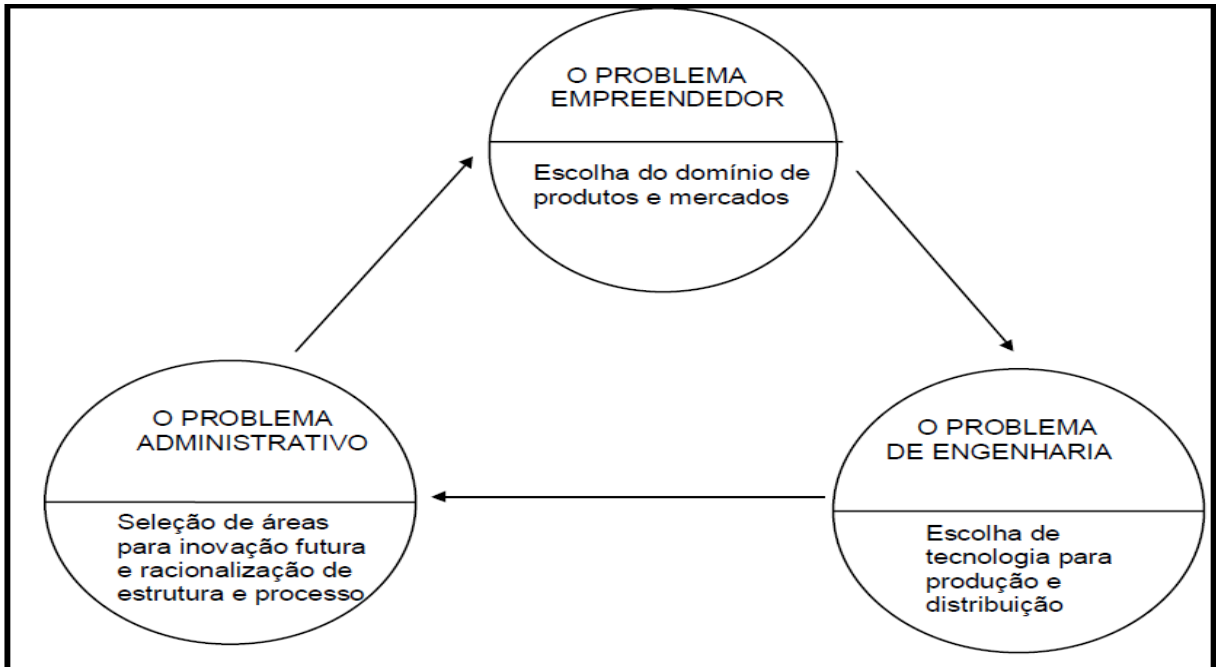 O PROBLEMA
EMPREENDEDOR
Escolha do domínio de
produtos e mercados
O PROBLEMA
ADMINISTRATIVO
Seleção de áreas
para inovação futura
e racionalização de
estrutura e processo
O PROBLEMA
DE ENGENHARIA
Escolha de
tecnologia para
produção e
distribuição